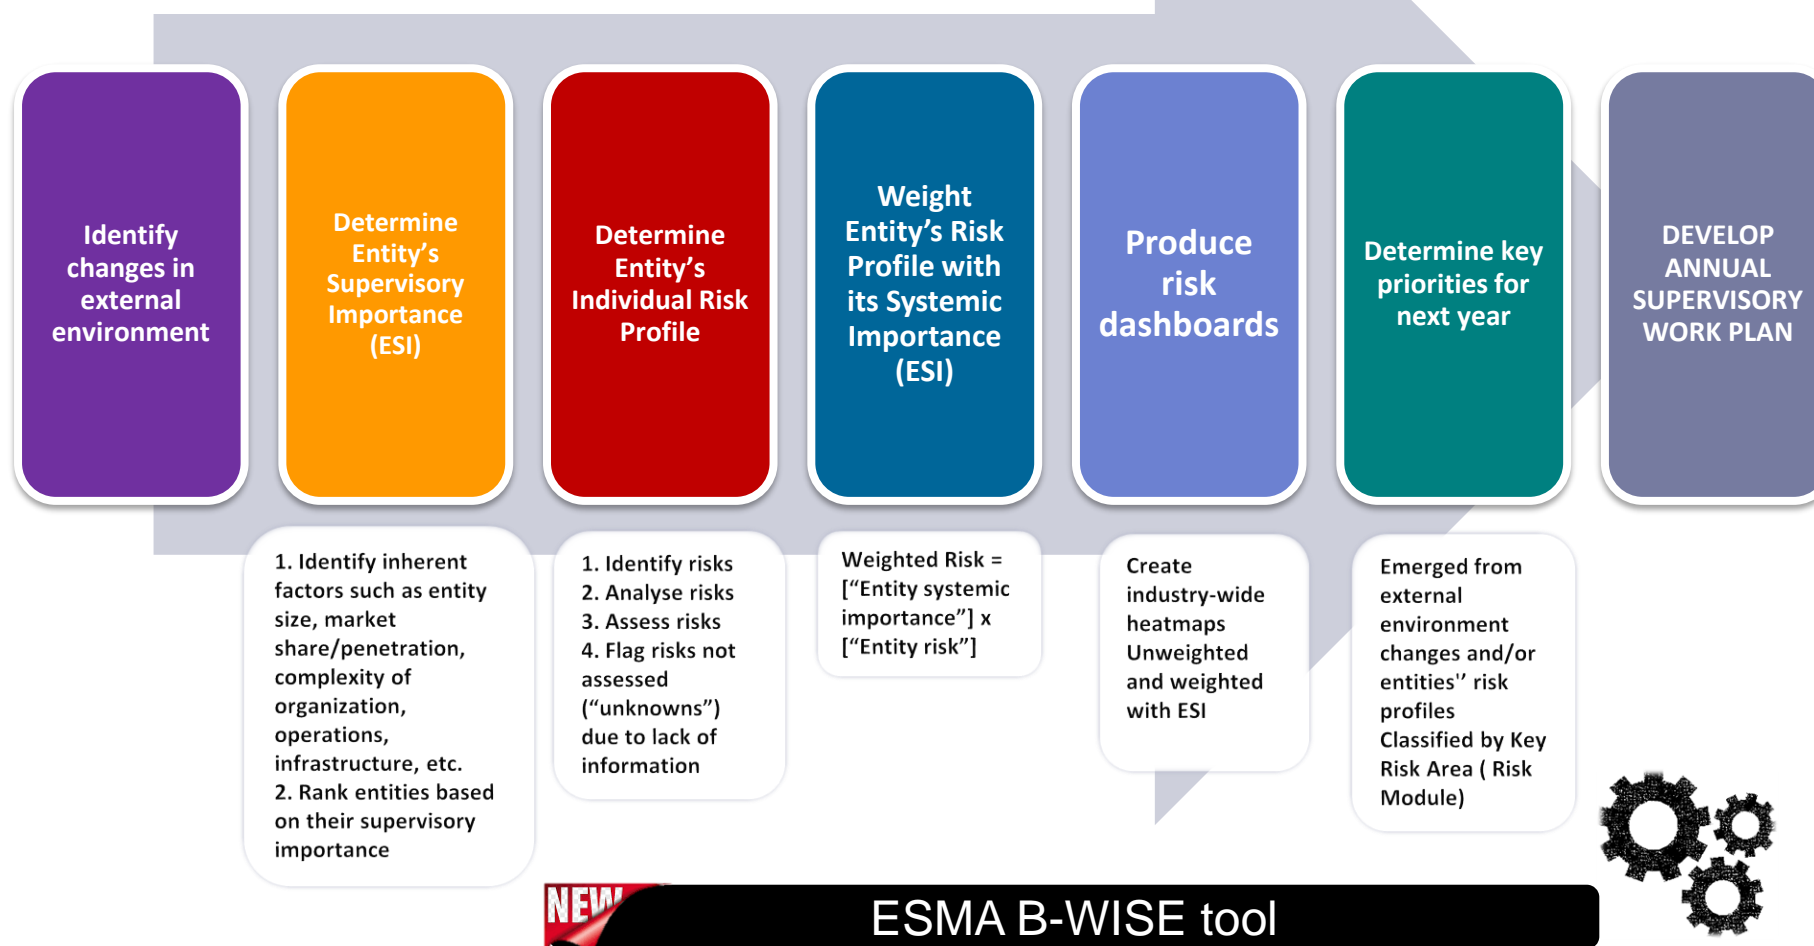 Identify
changes in
external
environment
Determine
Entity’s
Supervisory
Importance
(ESI)
Determine
Entity’s
Individual Risk
Profile
Weight
Entity’s Risk
Profile with
its Systemic
Importance
(ESI)
Produce
risk
dashboards
Determine key
priorities for
next year
DEVELOP
ANNUAL
SUPERVISORY
WORK PLAN
1. Identify inherent
factors such as entity
size, market
share/penetration,
complexity of
organization,
operations,
infrastructure, etc.
2. Rank entities based
on their supervisory
importance
1. Identify risks
2. Analyse risks
3. Assess risks
4. Flag risks not
assessed
(“unknowns”)
due to lack of
information
Weighted Risk =
[“Entity systemic
importance”] x
[“Entity risk”]
Create
industry-wide
heatmaps
Unweighted
and weighted
with ESI
Emerged from
external
environment
changes and/or
entities'’ risk
profiles
Classified by Key
Risk Area ( Risk
Module)
NEW
ESMA B-WISE tool